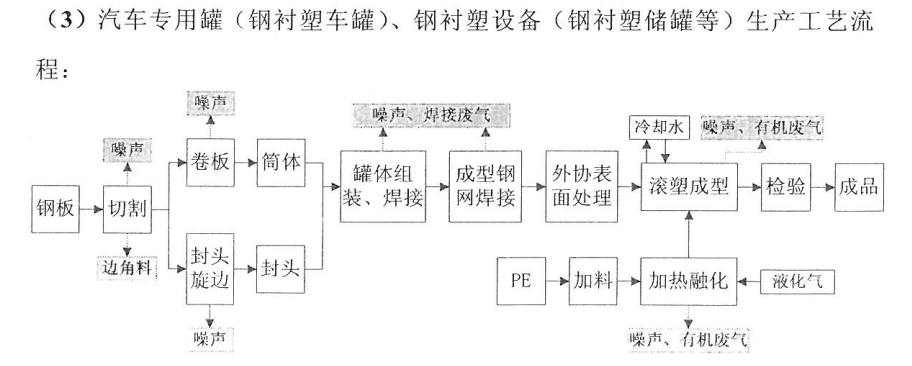 （3）汽车专用罐（钢衬塑车罐）、钢衬塑设备（钢衬塑储罐等）生产工艺流
程：
噪声
噪声、焊接废气
冷却水
噪声、有机废气
噪声
卷板
筒体
罐体组
装、焊接
成型钢
网焊接
外协表
面处理
滚塑成型
检验
成品
钢板
切割
边角料
封头
旋边
封头
PE
加料
加热融化
液化气
噪声
噪声、有机废气